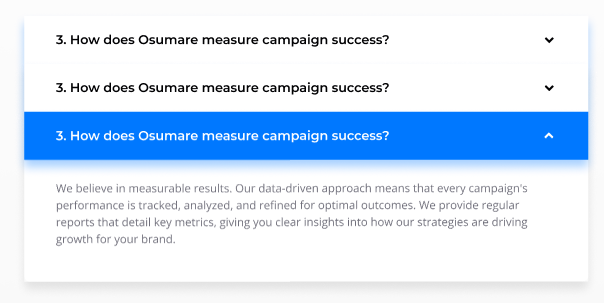 3. How does Osumare measure campaign success?
3. How does Osumare measure campaign success?
3. How does Osumare measure campaign success?
We believe in measurable results. Our data-driven approach means that every campaign's
performance is tracked, analyzed, and refined for optimal outcomes. We provide regular
reports that detail key metrics, giving you clear insights into how our strategies are driving
growth for your brand.